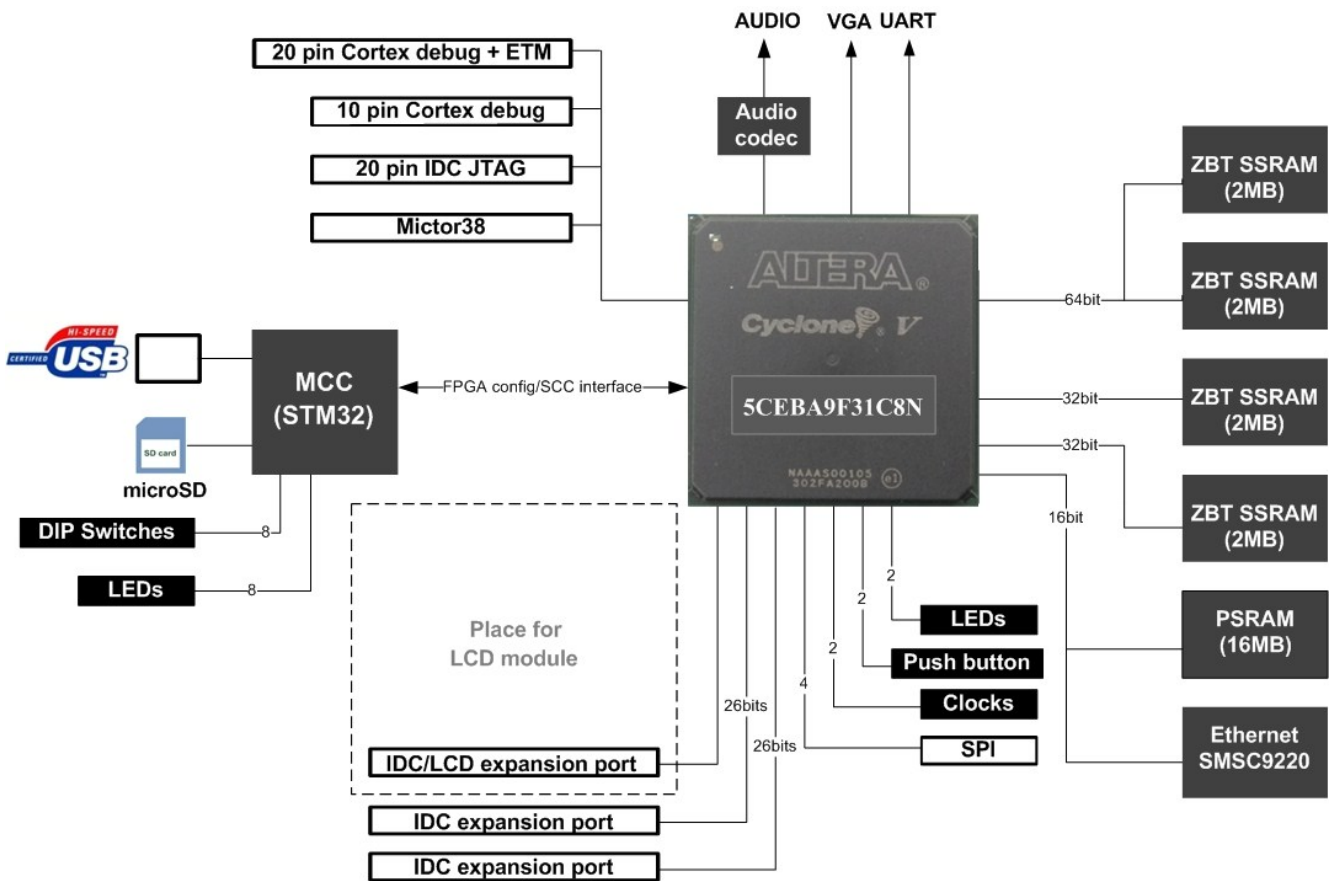 AUDIO
VGA
UART
20 pin Cortex debug + ETM
10 pin Cortex debug
20 pin IDC JTAG
Mictor38
Audio
codec
ZBT SSRAM
(2MB)
ZBT SSRAM
(2MB)
64bit
ALTERA®
Cyclone® V
5CEBA9F31C8N
NAAAS00105
302FA200B
e1
HI-SPEED
CERTIFIED
USB
MCC
(STM32)
FPGA config/SCC interface
SD card
microSD
DIP Switches
8
LEDs
8
32bit
ZBT SSRAM
(2MB)
32bit
ZBT SSRAM
(2MB)
16bit
PSRAM
(16MB)
Ethernet
SMSC9220
Place for
LCD module
2
LEDs
2
Push button
2
Clocks
4
SPI
26bits
26bits
IDC/LCD expansion port
IDC expansion port
IDC expansion port